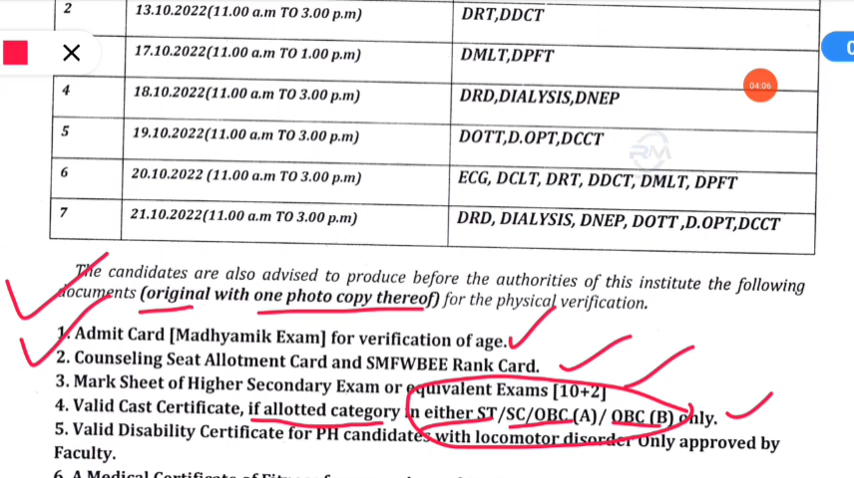 2 13.10.2022(11.00 a.m TO 3.00 p.m) DRT,DDCT
17.10.2022(11.00 a.m TO 1.00 p.m) DMLT,DPFT
4 18.10.2022(11.00 a.m TO 3.00 p.m) DRD,DIALYSIS,DNEP
04:06
5 19.10.2022(11.00 a.m TO 3.00 p.m) DOTT,D.OPT,DCCT
RM
6 20.10.2022 (11.00 a.m TO 3.00 p.m) ECG, DCLT, DRT, DDCT, DMLT, DPFT
7 21.10.2022(11.00 a.m TO 3.00 p.m) DRD, DIALYSIS, DNEP, DOTT ,D.OPT,DCCT
The candidates are also advised to produce before the authorities of this institute the following
documents (original with one photo copy thereof) for the physical verification.
1. Admit Card [Madhyamik Exam] for verification of age.
2. Counseling Seat Allotment Card and SMFWBEE Rank Card.
3. Mark Sheet of Higher Secondary Exam or equivalent Exams [10+2]
4. Valid Cast Certificate, if allotted category in either ST/SC/OBC (A)/ OBC (B) only.
5. Valid Disability Certificate for PH candidates with locomotor disorder Only approved by
Faculty.
6. A Medical Certificate of Fitness